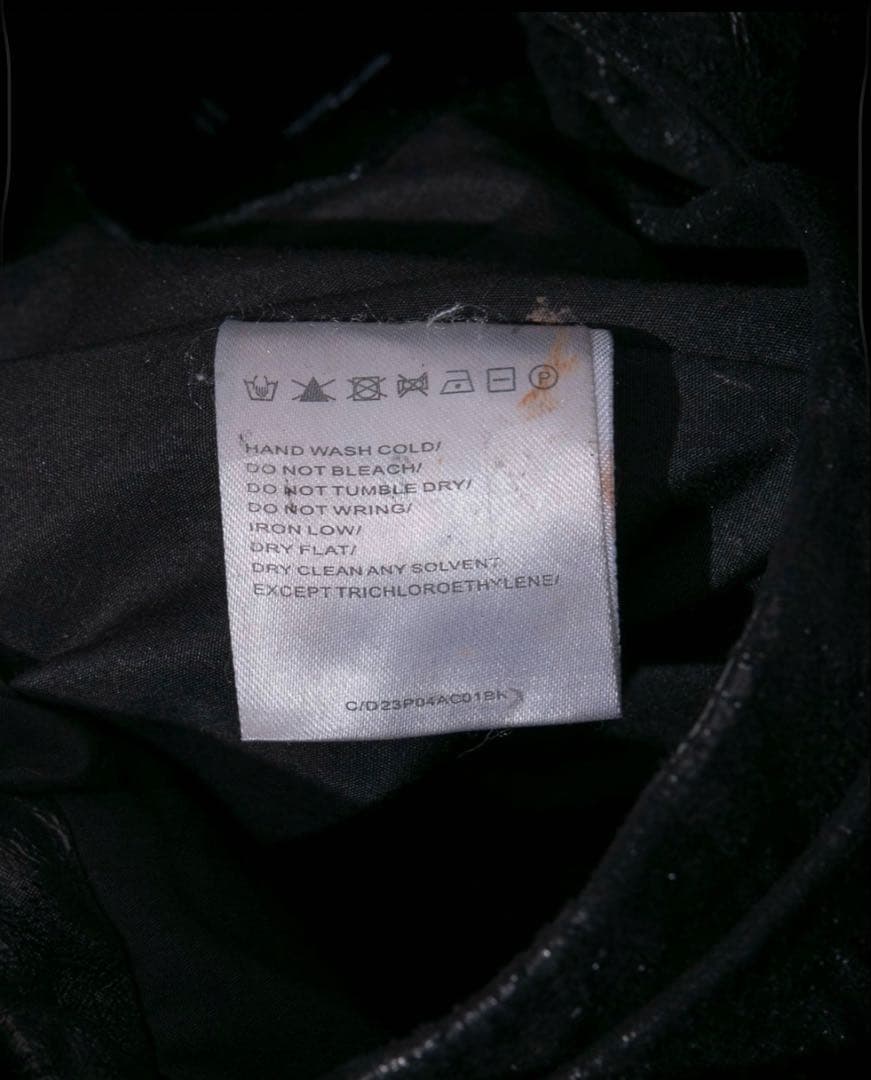 P
HAND WASH COLD/
DO NOT BLEACH/
DO NOT TUMBLE DRY/
DO NOT WRING/
IRON LOW/
DRY FLAT/
DRY CLEAN ANY SOLVENT
EXCEPT TRICHLOROETHYLENE/
C/D23P04AC01BK